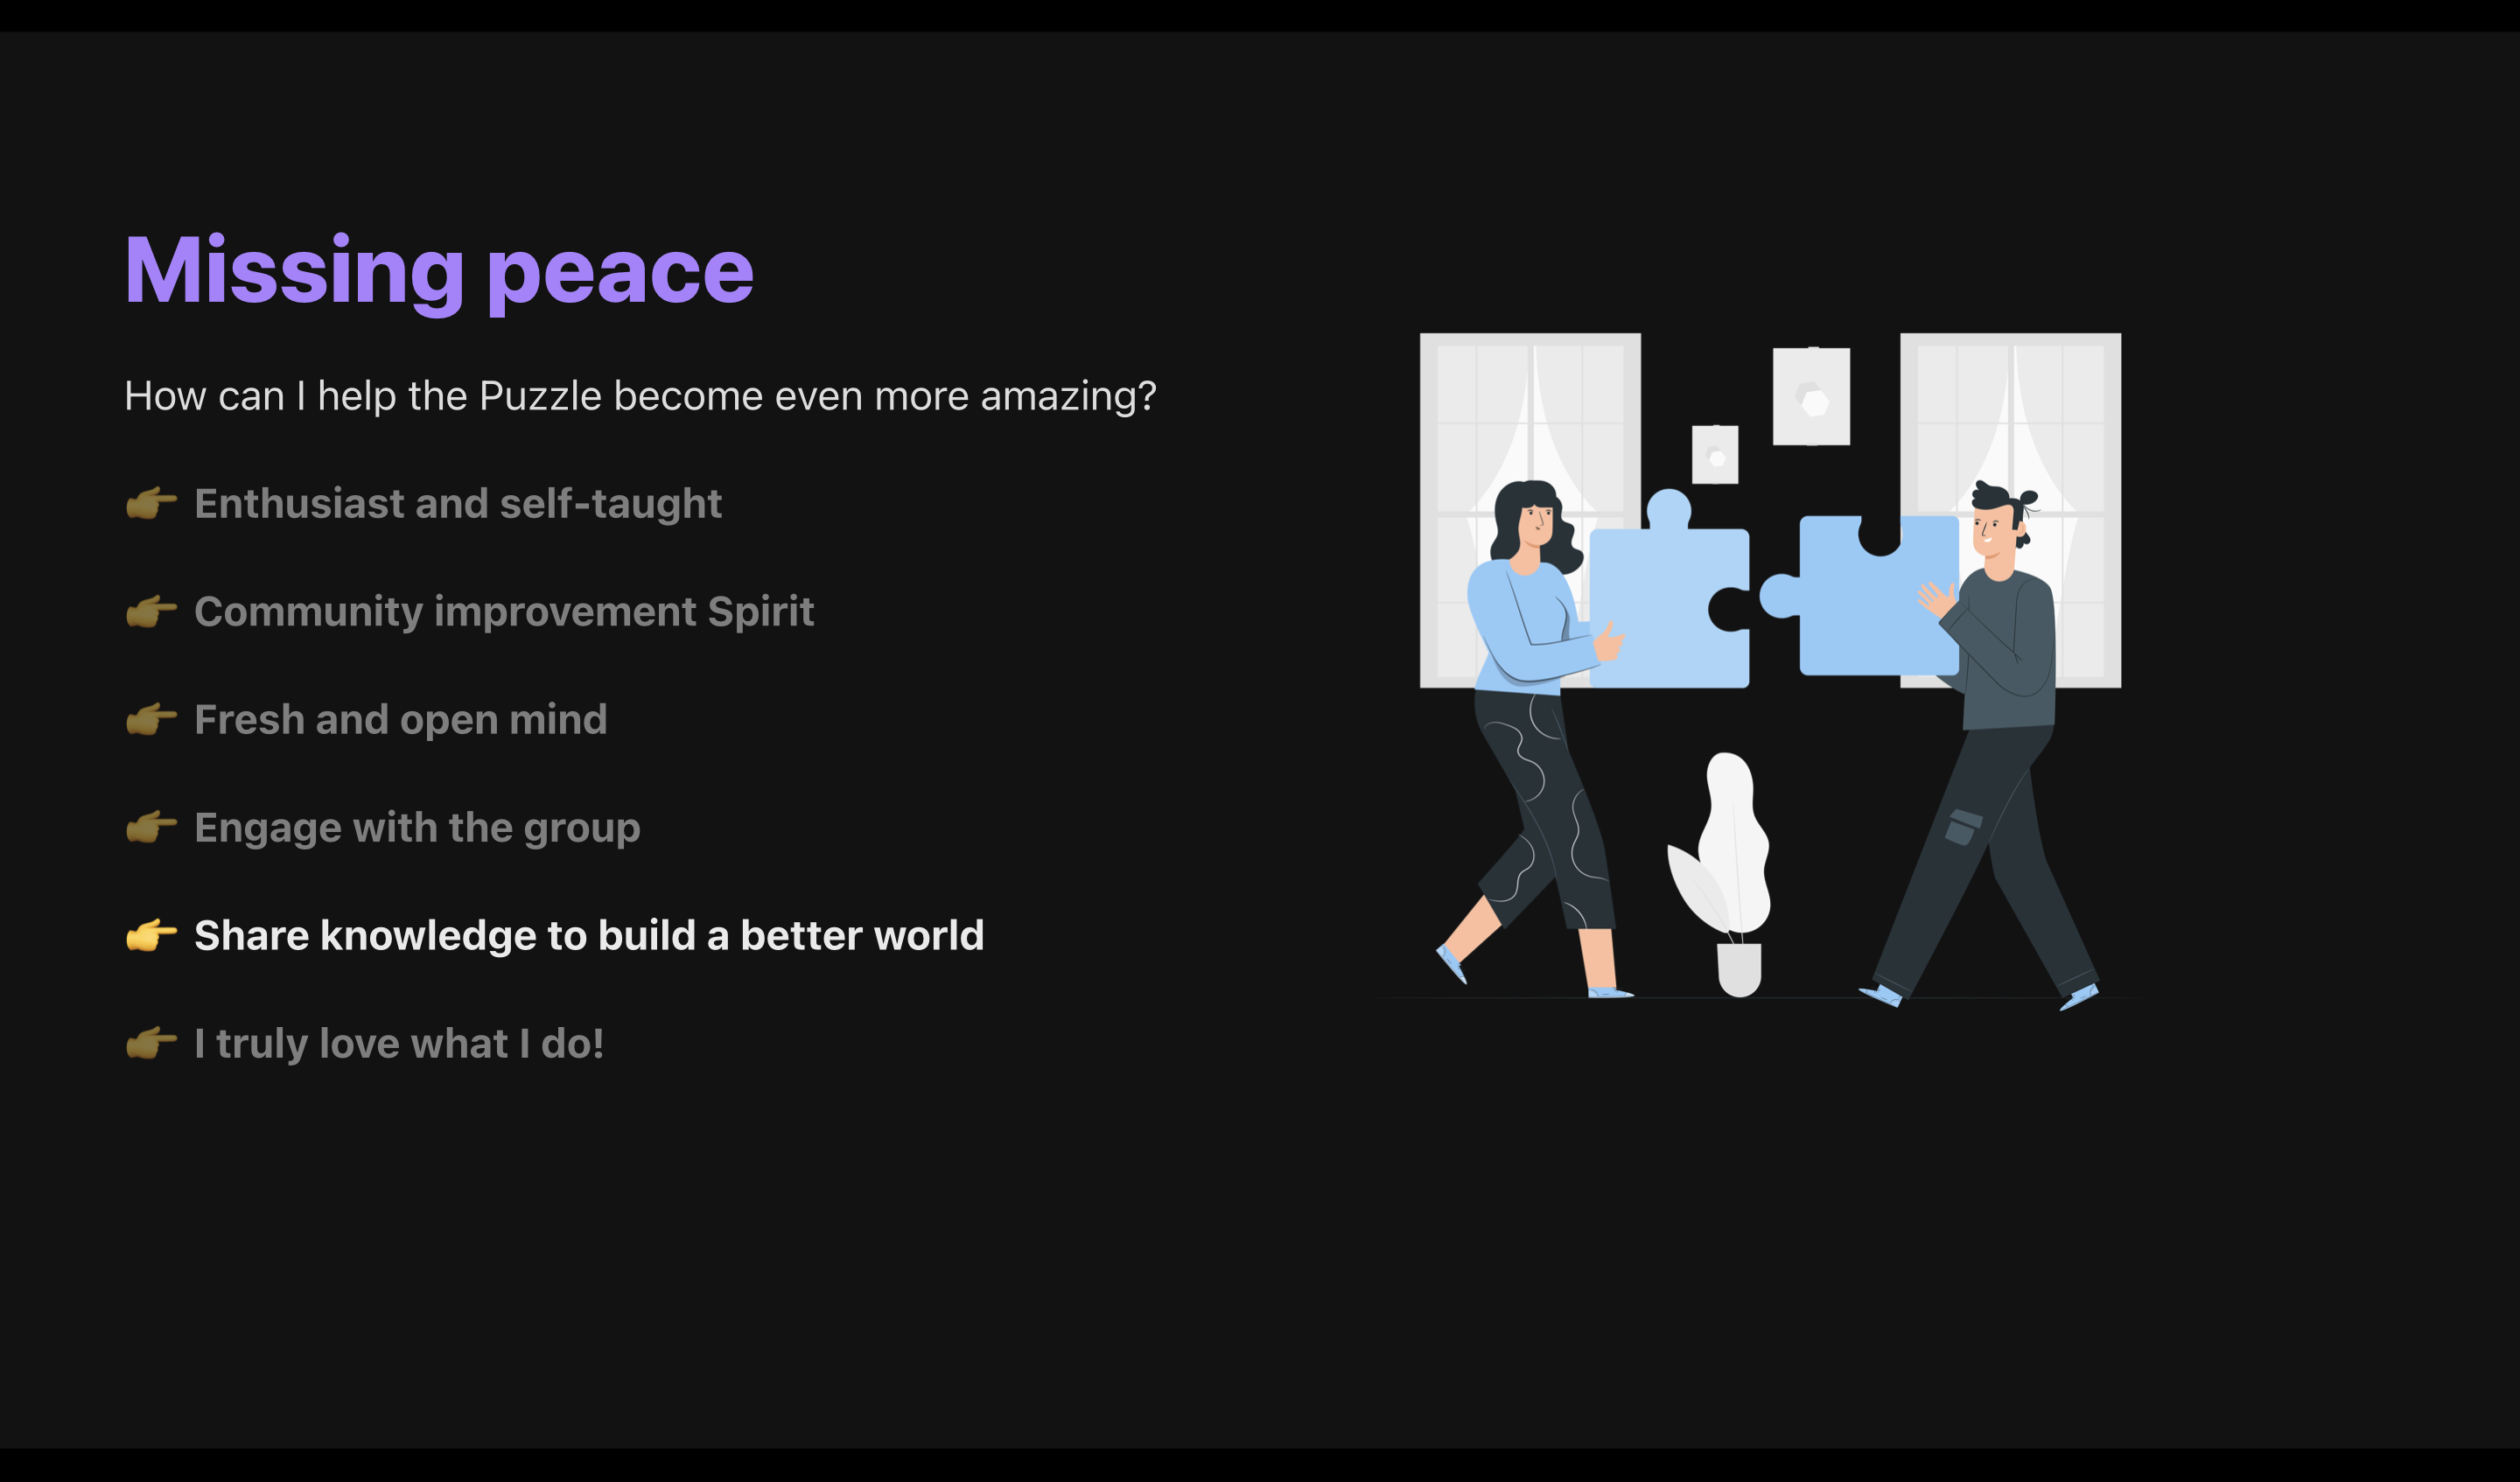 Missing peace
How can I help the Puzzle become even more amazing?
👉 Enthusiast and self-taught
👉 Community improvement Spirit
👉 Fresh and open mind
👉 Engage with the group
👉 Share knowledge to build a better world
👉 I truly love what I do!